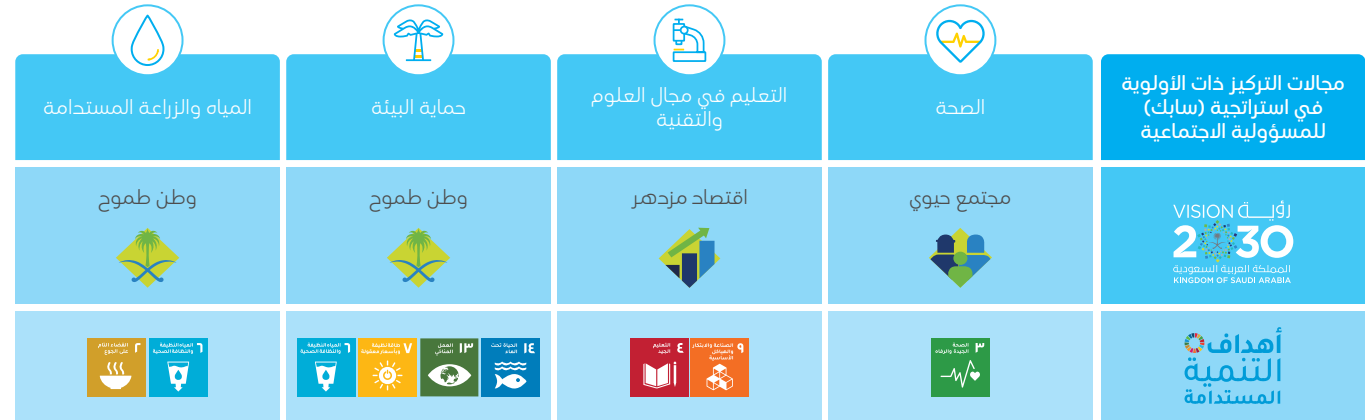 مجالات التركيز ذات الأولوية
في استراتجية (سابك)
للمسؤولية الاجتماعية
الصحة
التعليم في مجال العلوم
والتقنية
حماية البيئة
المياه والزراعة المستدامة
VISION رؤيـــة
2030
المملكة العربية السعودية
KINGDOM OF SAUDI ARABIA
مجتمع حيوي
اقتصاد مزدهر
وطن طموح
وطن طموح
أهداف
التنمية
المستدامة
٣ الصحة
الجيدة والرفاه
٩ الصناعة والابتكار
والهياكل
الأساسية
٤ التعليم
الجيد
١٤ الحياة تحت
الماء
١٣ العمل
المناخي
٧ طاقة نظيفة
وبأسعار معقولة
٦ المياه النظيفة
والنظافة الصحية
٦ المياه النظيفة
والنظافة الصحية
٢ القضاء التام
على الجوع